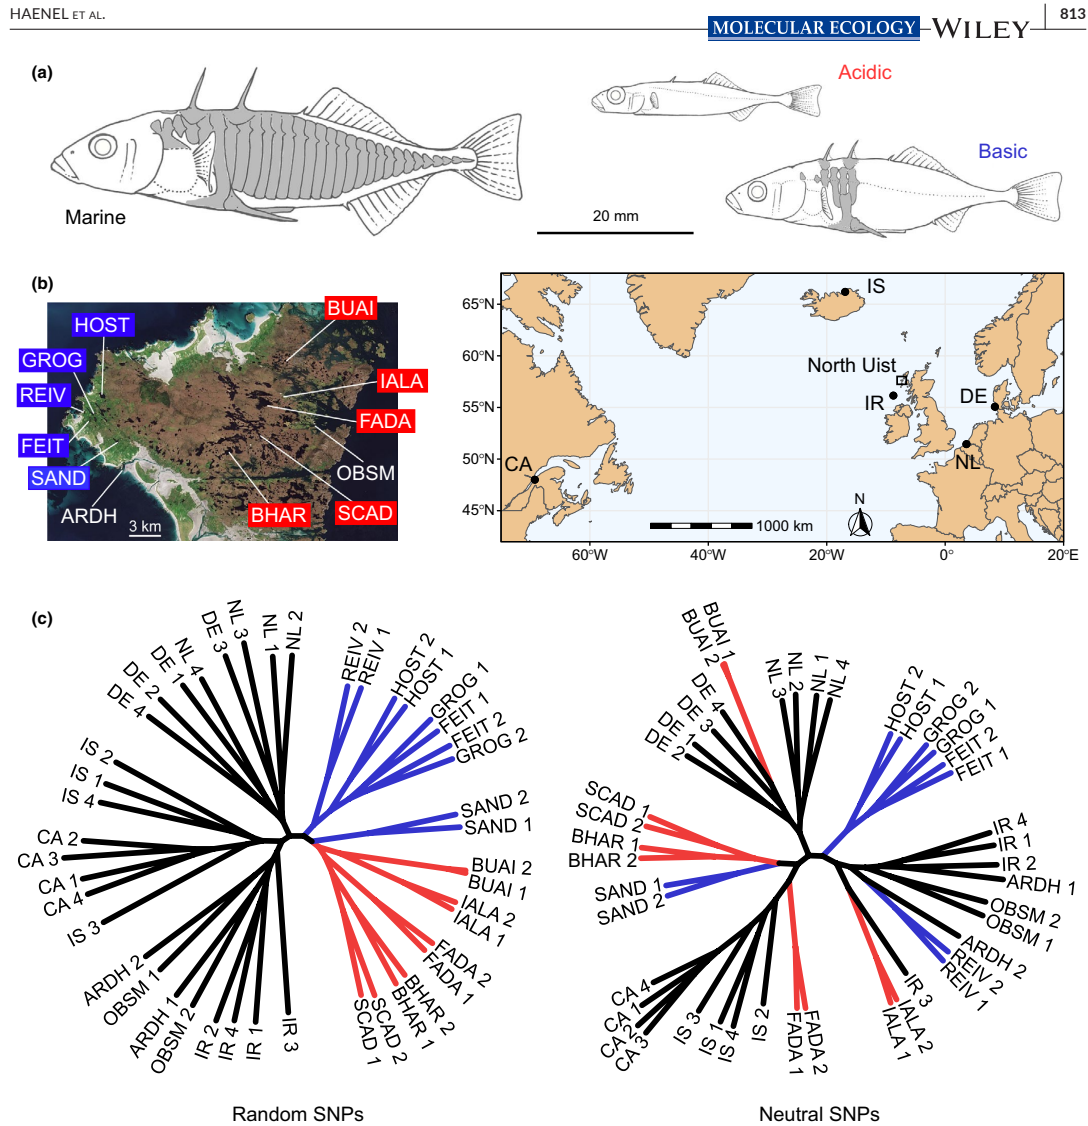 HAENEL ET AL.
MOLECULAR ECOLOGY WILEY 813
(a)
Acidic
Basic
Marine
20 mm
(b)
HOST
GROG
REIV
FEIT
SAND
ARDH
3 km
BUAI
IALA
FADA
OBSM
SCAD
BHAR
65°N
60°N
55°N
50°N
45°N
IS
North Uist
IR
DE
NL
CA
N
1000 km
60°W 40°W 20°W 0° 20°E
(c)
NL 2
NL 1
NL 3
DE 3
NL 4
DE 1
DE 2
DE 4
IS 2
IS 1
IS 4
CA 2
CA 3
CA 1
CA 4
IS 3
ARDH 2
OBSM 1
ARDH 1
OBSM 2
IR 2
IR 4
IR 1
IR 3
SCAD 1
SCAD 2
BHAR 1
BHAR 2
FADA 1
FADA 2
IALA 1
IALA 2
BUAI 1
BUAI 2
SAND 1
SAND 2
GROG 2
FEIT 2
FEIT 1
GROG 1
HOST 1
HOST 2
REIV 1
REIV 2
Random SNPs
BUAI 1
BUAI 2
NL 3
NL 2
NL 1
NL 4
DE 4
DE 3
DE 1
DE 2
SCAD 1
SCAD 2
BHAR 1
BHAR 2
SAND 1
SAND 2
CA 4
CA 1
CA 2
CA 3
IS 3
IS 1
IS 4
IS 2
FADA 1
FADA 2
IALA 1
IALA 2
IR 3
REIV 1
REIV 2
ARDH 2
OBSM 1
OBSM 2
ARDH 1
IR 2
IR 1
IR 4
FEIT 1
FEIT 2
GROG 1
GROG 2
HOST 1
HOST 2
Neutral SNPs